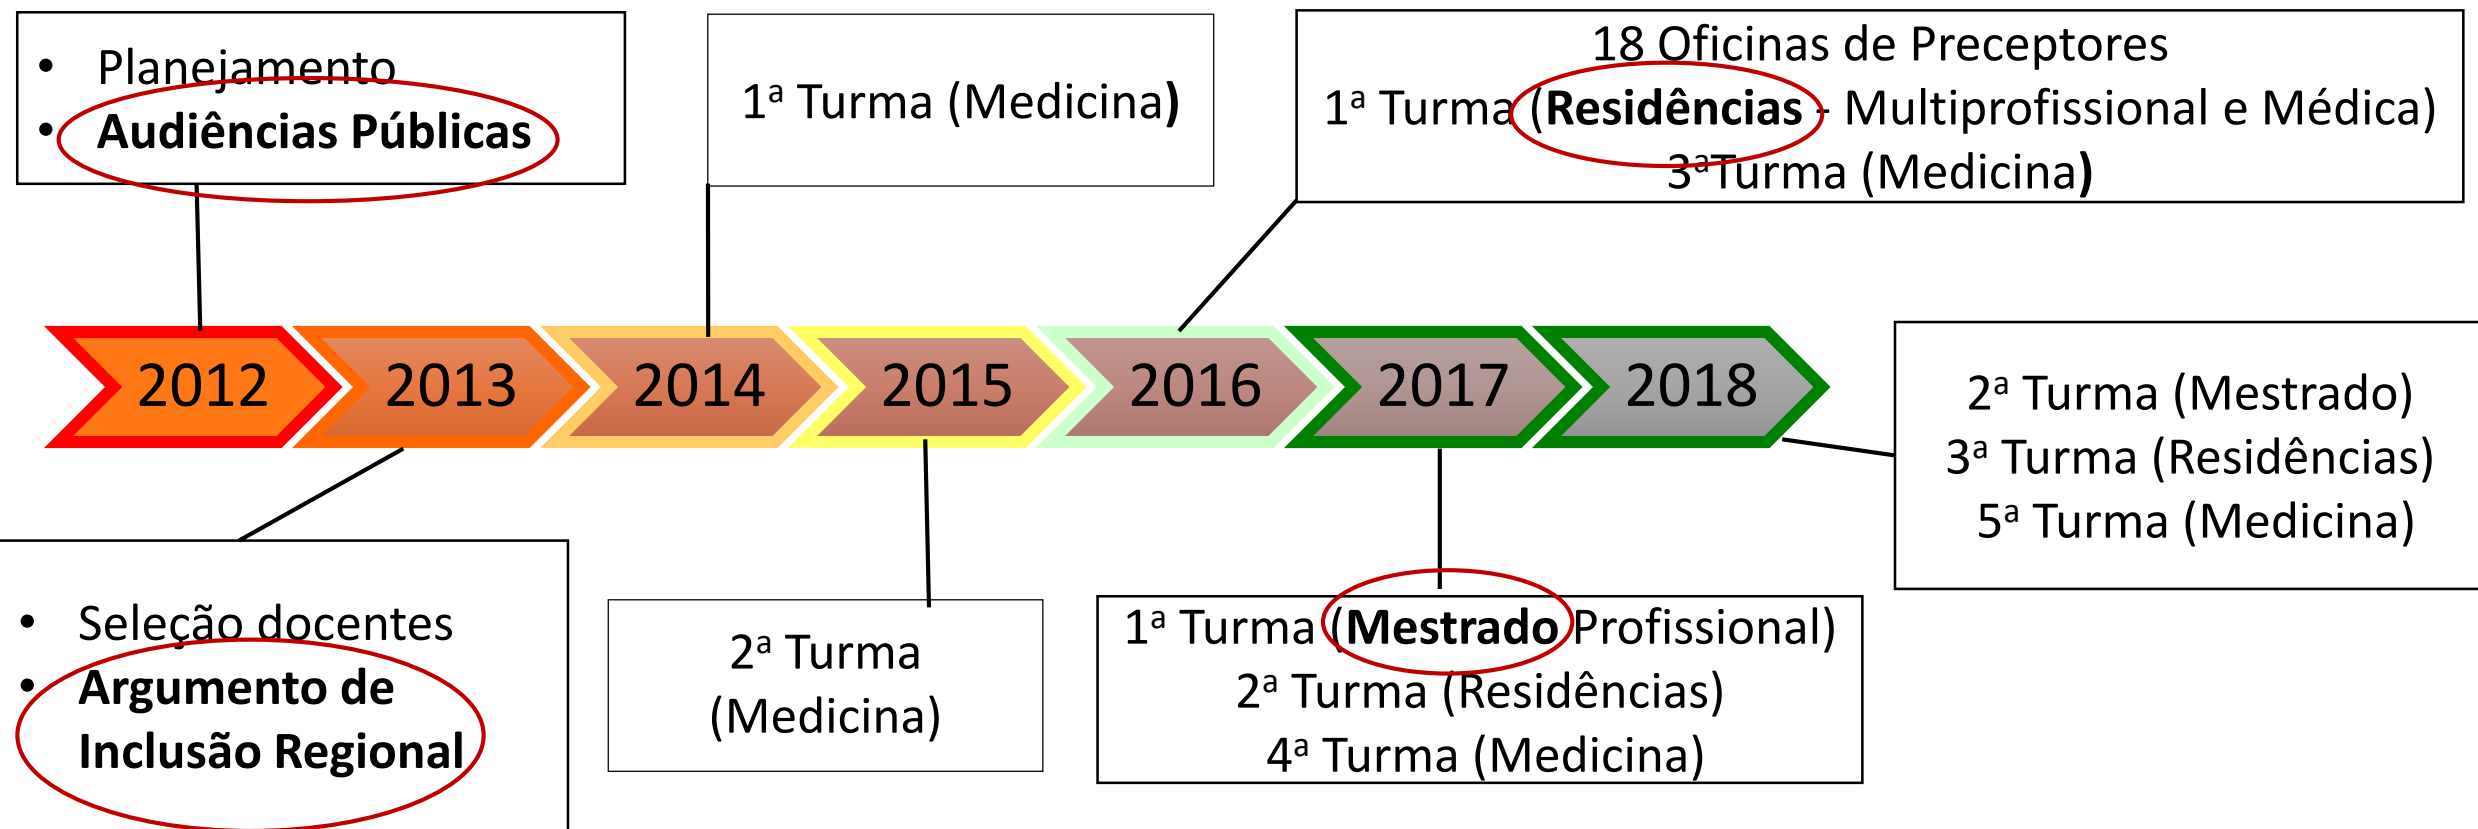 • Planejamento
• Audiências Públicas
1ª Turma (Medicina)
18 Oficinas de Preceptores
1ª Turma (Residências - Multiprofissional e Médica)
3ªTurma (Medicina)
2012
2013
2014
2015
2016
2017
2018
2ª Turma (Mestrado)
3ª Turma (Residências)
5ª Turma (Medicina)
• Seleção docentes
• Argumento de
Inclusão Regional
2ª Turma
(Medicina)
1ª Turma (Mestrado Profissional)
2ª Turma (Residências)
4ª Turma (Medicina)